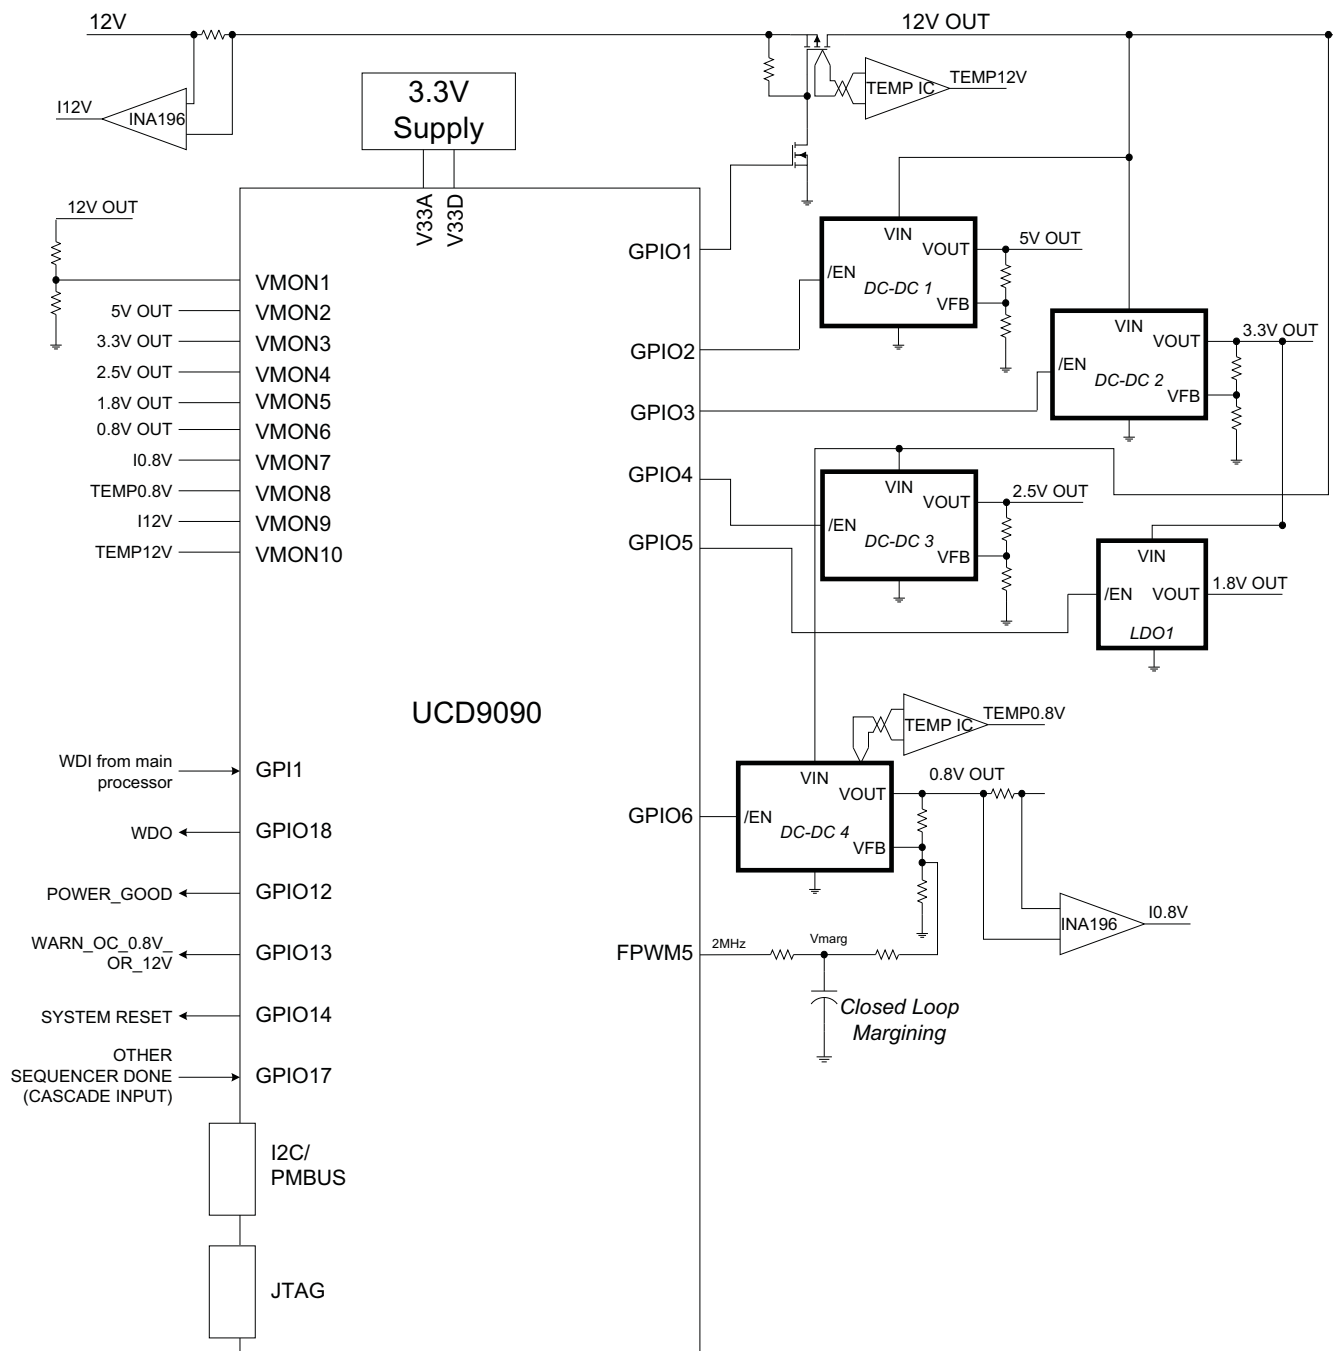 12V
12V OUT
I12V
INA196
3.3V
Supply
TEMP IC
TEMP12V
V33A
V33D
12V OUT
VMON1
5V OUT
VMON2
3.3V OUT
VMON3
2.5V OUT
VMON4
1.8V OUT
VMON5
0.8V OUT
VMON6
I0.8V
VMON7
TEMP0.8V
VMON8
I12V
VMON9
TEMP12V
VMON10
GPIO1
GPIO2
GPIO3
GPIO4
GPIO5
VIN
VOUT
5V OUT
/EN
DC-DC 1
VFB
VIN
VOUT
3.3V OUT
/EN
DC-DC 2
VFB
VIN
VOUT
2.5V OUT
/EN
DC-DC 3
VFB
VIN
/EN
VOUT
1.8V OUT
LDO1
UCD9090
TEMP IC
TEMP0.8V
WDI from main
processor
GPI1
WDO
GPIO18
POWER_GOOD
GPIO12
WARN_OC_0.8V_
OR_12V
GPIO13
SYSTEM RESET
GPIO14
OTHER
SEQUENCER DONE
(CASCADE INPUT)
GPIO17
GPIO6
VIN
VOUT
0.8V OUT
/EN
DC-DC 4
VFB
INA196
I0.8V
FPWM5
2MHz
Vmarg
Closed Loop
Margining
I2C/
PMBUS
JTAG